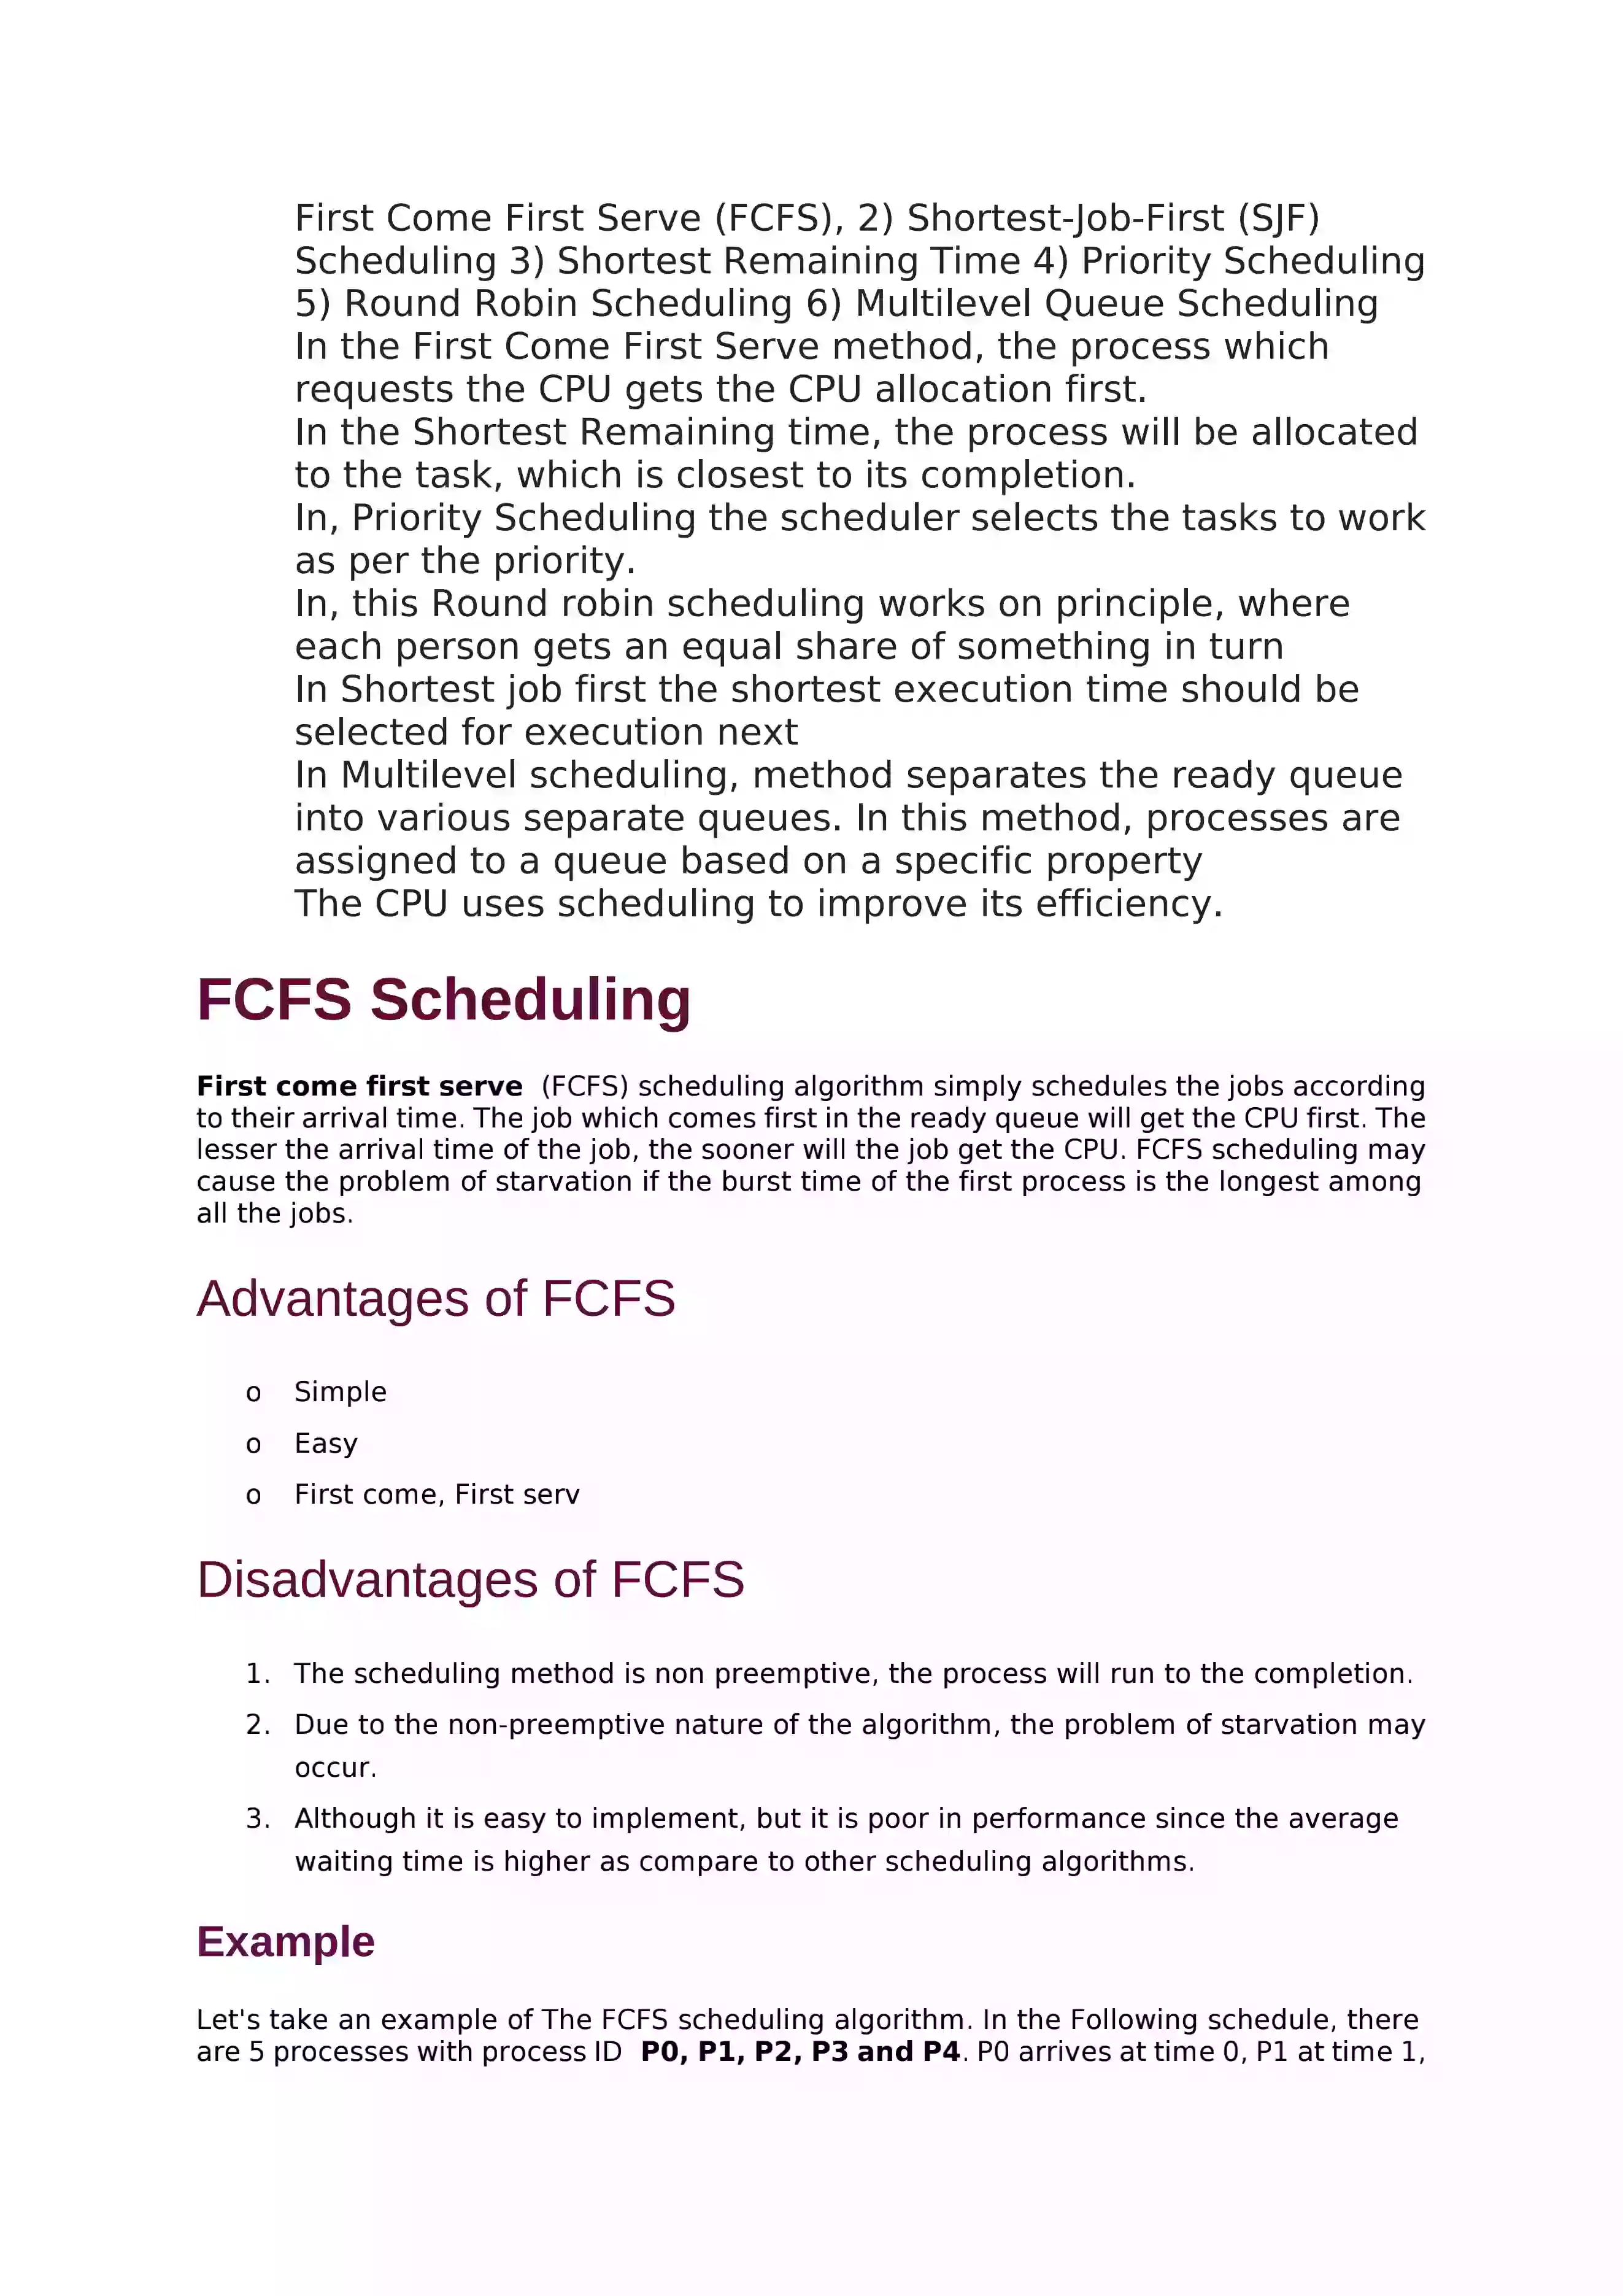 First Come First Serve (FCFS), 2) Shortest-Job-First (SJF)
Scheduling 3) Shortest Remaining Time 4) Priority Scheduling
5) Round Robin Scheduling 6) Multilevel Queue Scheduling
In the First Come First Serve method, the process which
requests the CPU gets the CPU allocation first.
In the Shortest Remaining time, the process will be allocated
to the task, which is closest to its completion.
In, Priority Scheduling the scheduler selects the tasks to work
as per the priority.
In, this Round robin scheduling works on principle, where
each person gets an equal share of something in turn
In Shortest job first the shortest execution time should be
selected for execution next
In Multilevel scheduling, method separates the ready queue
into various separate queues. In this method, processes are
assigned to a queue based on a specific property
The CPU uses scheduling to improve its efficiency.
FCFS Scheduling
First come first serve (FCFS) scheduling algorithm simply schedules the jobs according
to their arrival time. The job which comes first in the ready queue will get the CPU first. The
lesser the arrival time of the job, the sooner will the job get the CPU. FCFS scheduling may
cause the problem of starvation if the burst time of the first process is the longest among
all the jobs.
Advantages of FCFS
o Simple
o Easy
o First come, First serv
Disadvantages of FCFS
1. The scheduling method is non preemptive, the process will run to the completion.
2. Due to the non-preemptive nature of the algorithm, the problem of starvation may
occur.
3. Although it is easy to implement, but it is poor in performance since the average
waiting time is higher as compare to other scheduling algorithms.
Example
Let's take an example of The FCFS scheduling algorithm. In the Following schedule, there
are 5 processes with process ID P0, P1, P2, P3 and P4. P0 arrives at time 0, P1 at time 1,